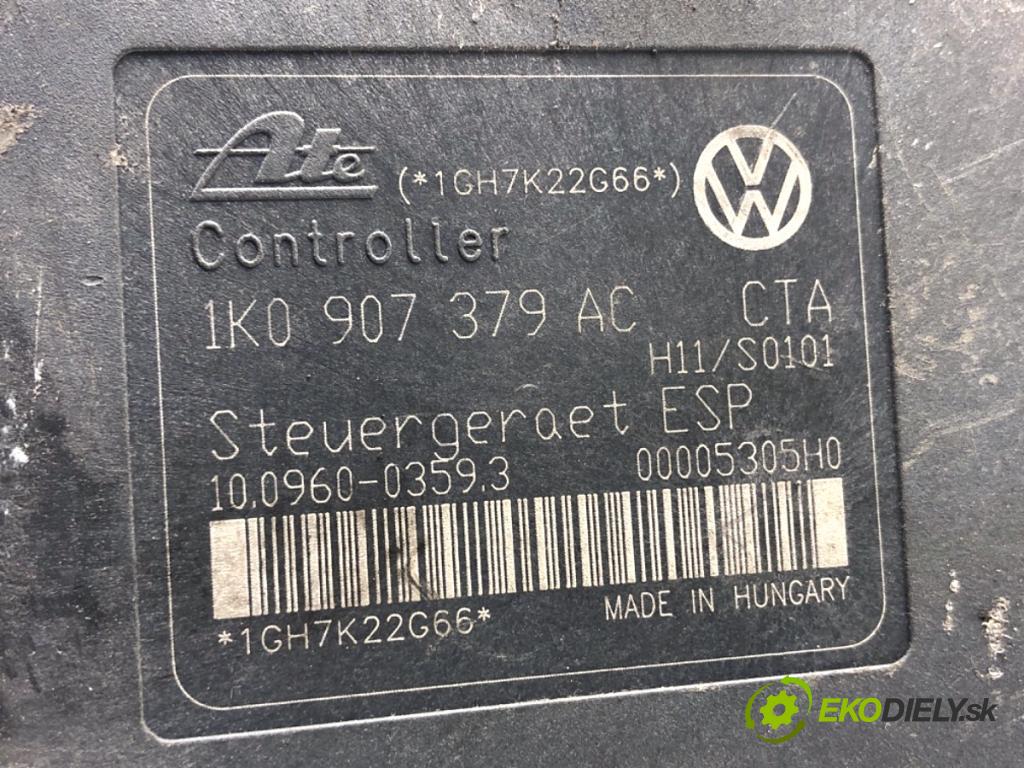 Ate (*1GH7K22G66*)
Controller
1K0 907 379 AC CTA
H11/S0101
Steuergeraet ESP
10.0960-0359.3 00005305H0
MADE IN HUNGARY
*1GH7K22G66*
EKODIELY.sk